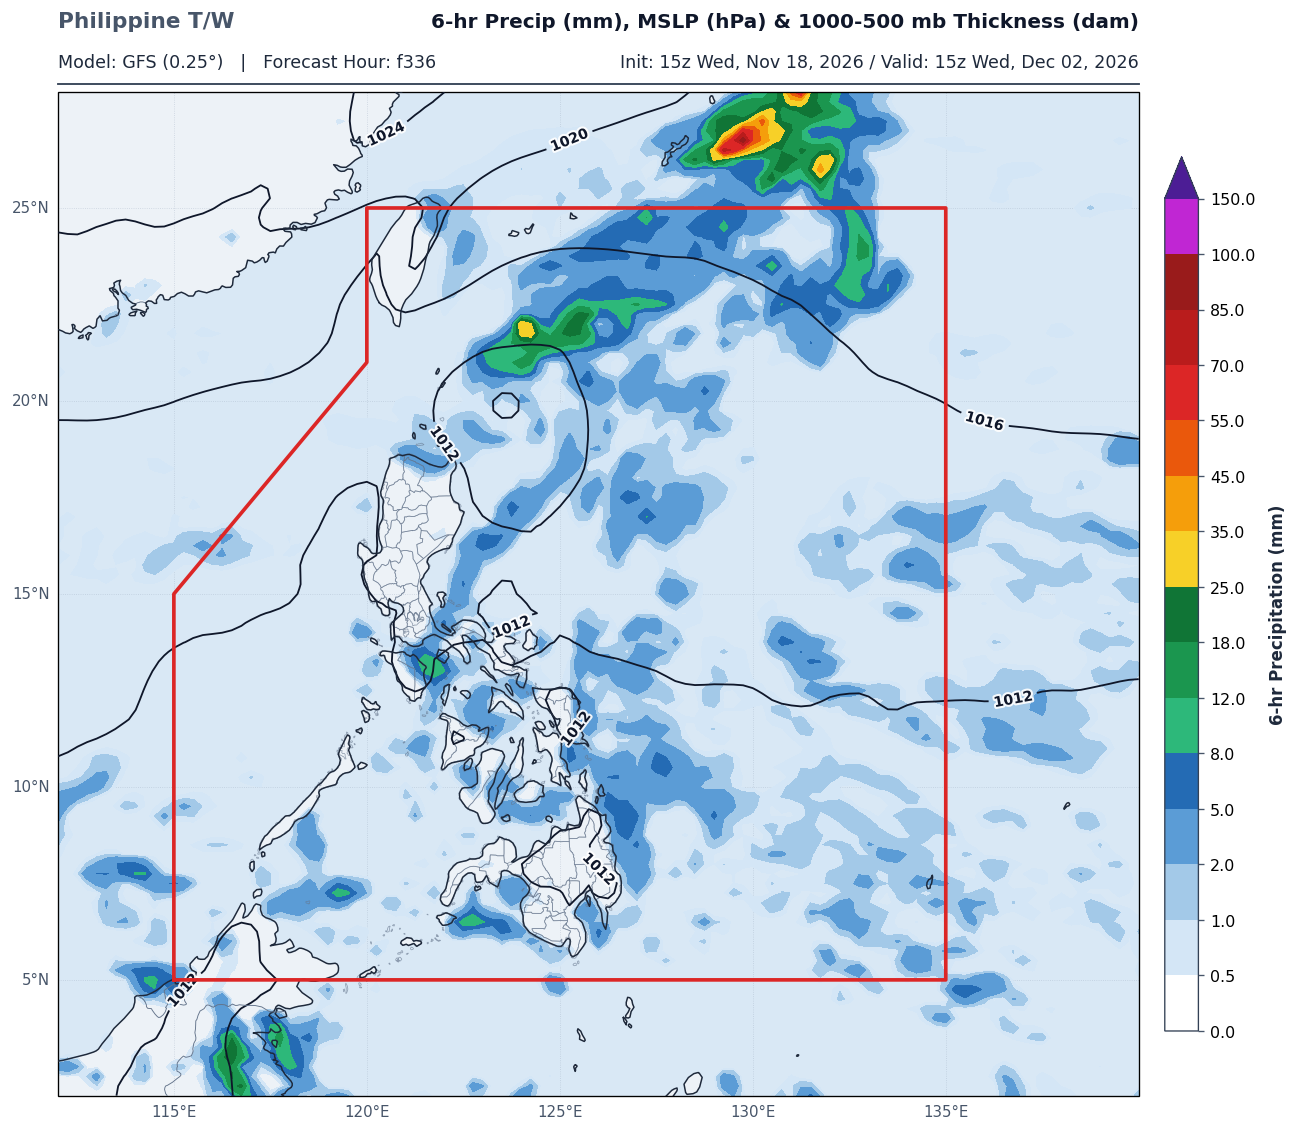 Philippine T/W
6-hr Precip (mm), MSLP (hPa) & 1000-500 mb Thickness (dam)
Model: GFS (0.25°) | Forecast Hour: f336
Init: 15z Wed, Nov 18, 2026 / Valid: 15z Wed, Dec 02, 2026
1024
1020
1016
1012
1012
1012
1012
1012
1012
25°N
20°N
15°N
10°N
5°N
115°E
120°E
125°E
130°E
135°E
150.0
100.0
85.0
70.0
55.0
45.0
35.0
25.0
18.0
12.0
8.0
5.0
2.0
1.0
0.5
0.0
6-hr Precipitation (mm)